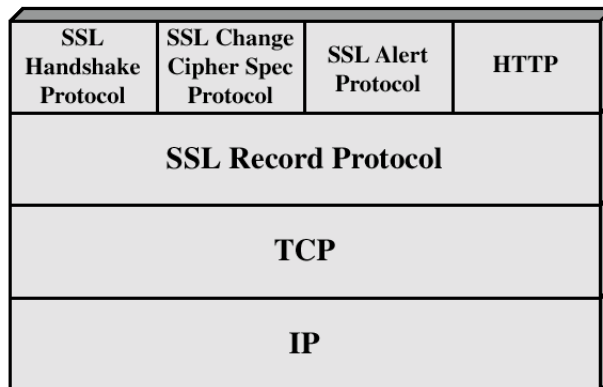 SSL
Handshake
Protocol
SSL Change
Cipher Spec
Protocol
SSL Alert
Protocol
HTTP
SSL Record Protocol
TCP
IP